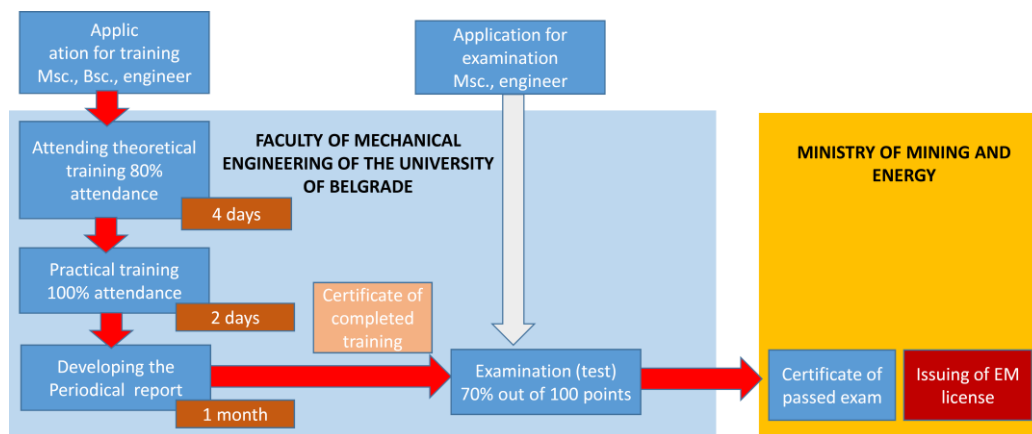 Applic
ation for training
Msc., Bsc., engineer
Application for
examination
Msc., engineer
FACULTY OF MECHANICAL
ENGINEERING OF THE UNIVERSITY
OF BELGRADE
MINISTRY OF MINING AND
ENERGY
Attending theoretical
training 80%
attendance
4 days
Practical training
100% attendance
2 days
Certificate of
completed
training
Developing the
Periodical report
1 month
Examination (test)
70% out of 100 points
Certificate of
passed exam
Issuing of EM
license